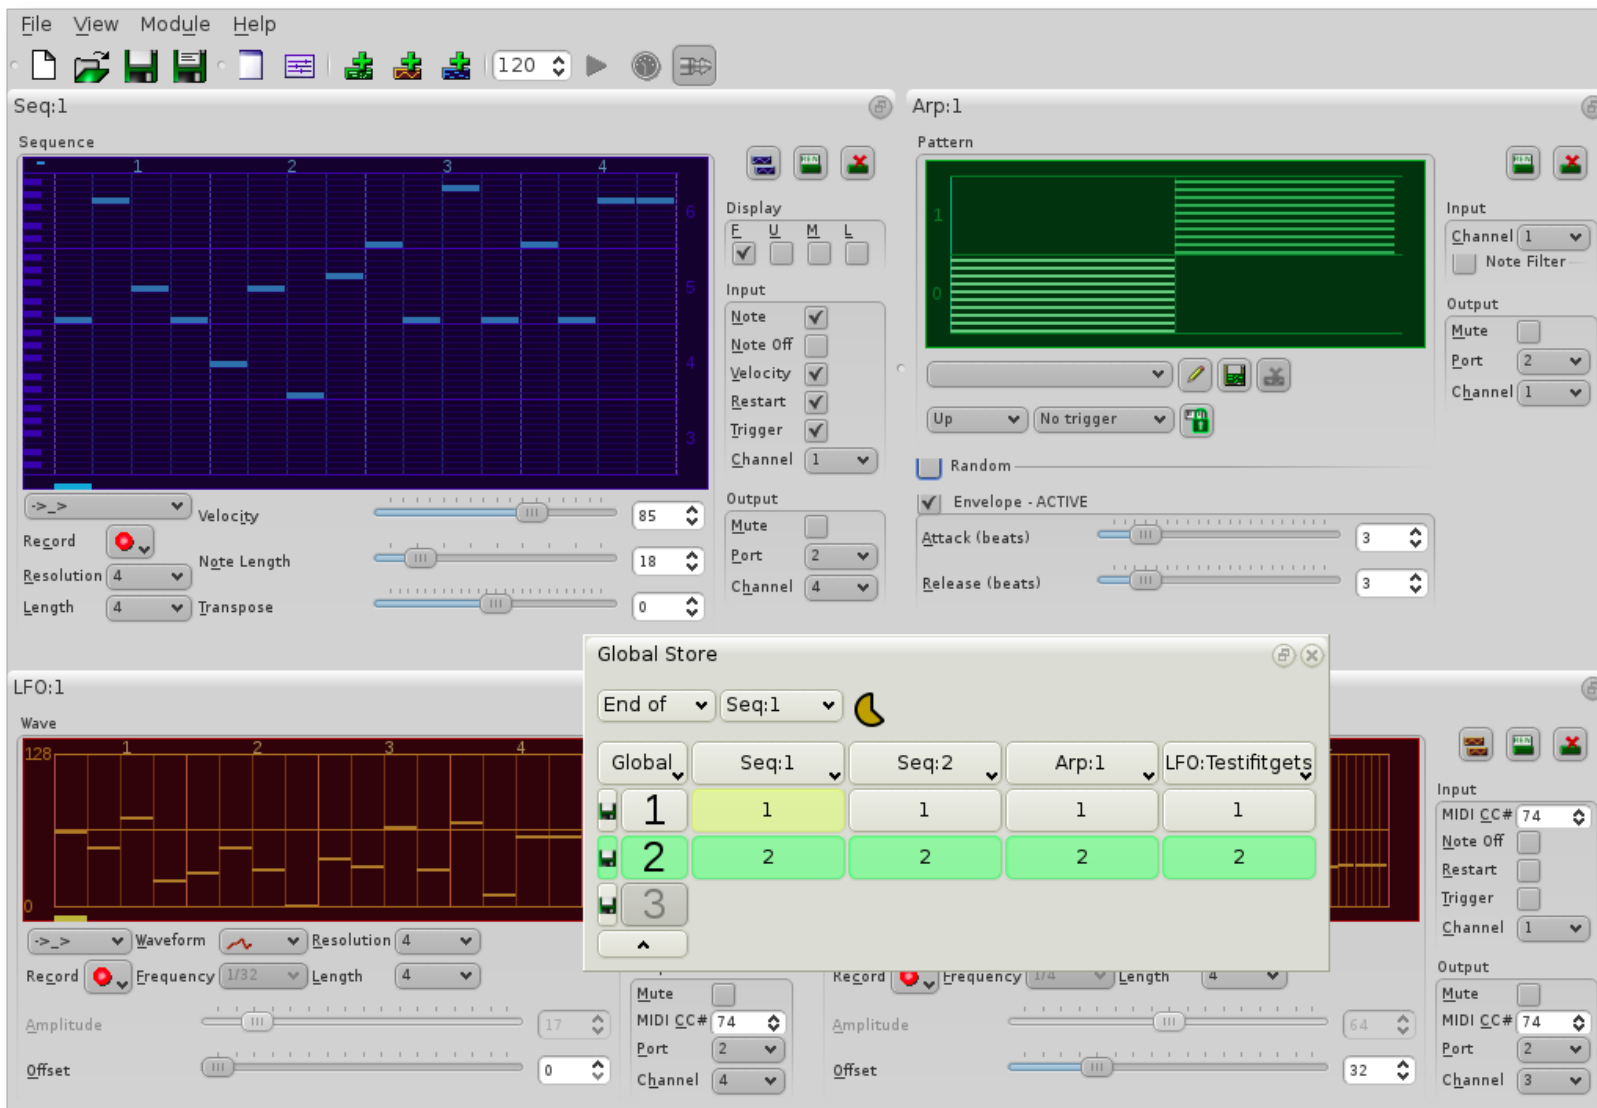 File View Module Help
120
Seq:1
Sequence
1 2 3 4
6
5
4
3
Display
F U M L
Input
Note
Note Off
Velocity
Restart
Trigger
Channel 1
Output
Mute
Port 2
Channel 4
->_> Velocity 85
Record
Note Length 18
Resolution 4
Length 4 Transpose 0
Arp:1
Pattern
1
0
Up No trigger
Random
Envelope - ACTIVE
Attack (beats) 3
Release (beats) 3
Input
Channel 1
Note Filter
Output
Mute
Port 2
Channel 1
Global Store
End of Seq:1
Global Seq:1 Seq:2 Arp:1 LFO:Testifitgets
1 1 1 1 1
2 2 2 2 2
3
LFO:1
Wave
128 1 2 3 4
0
->_> Waveform Resolution 4
Record Frequency 1/32 Length 4
Amplitude 17
Offset 0
Mute
MIDI CC# 74
Port 2
Channel 4
Record Frequency 1/4 Length 4
Amplitude 64
Offset 32
Input
MIDI CC# 74
Note Off
Restart
Trigger
Channel 1
Output
Mute
MIDI CC# 74
Port 2
Channel 3